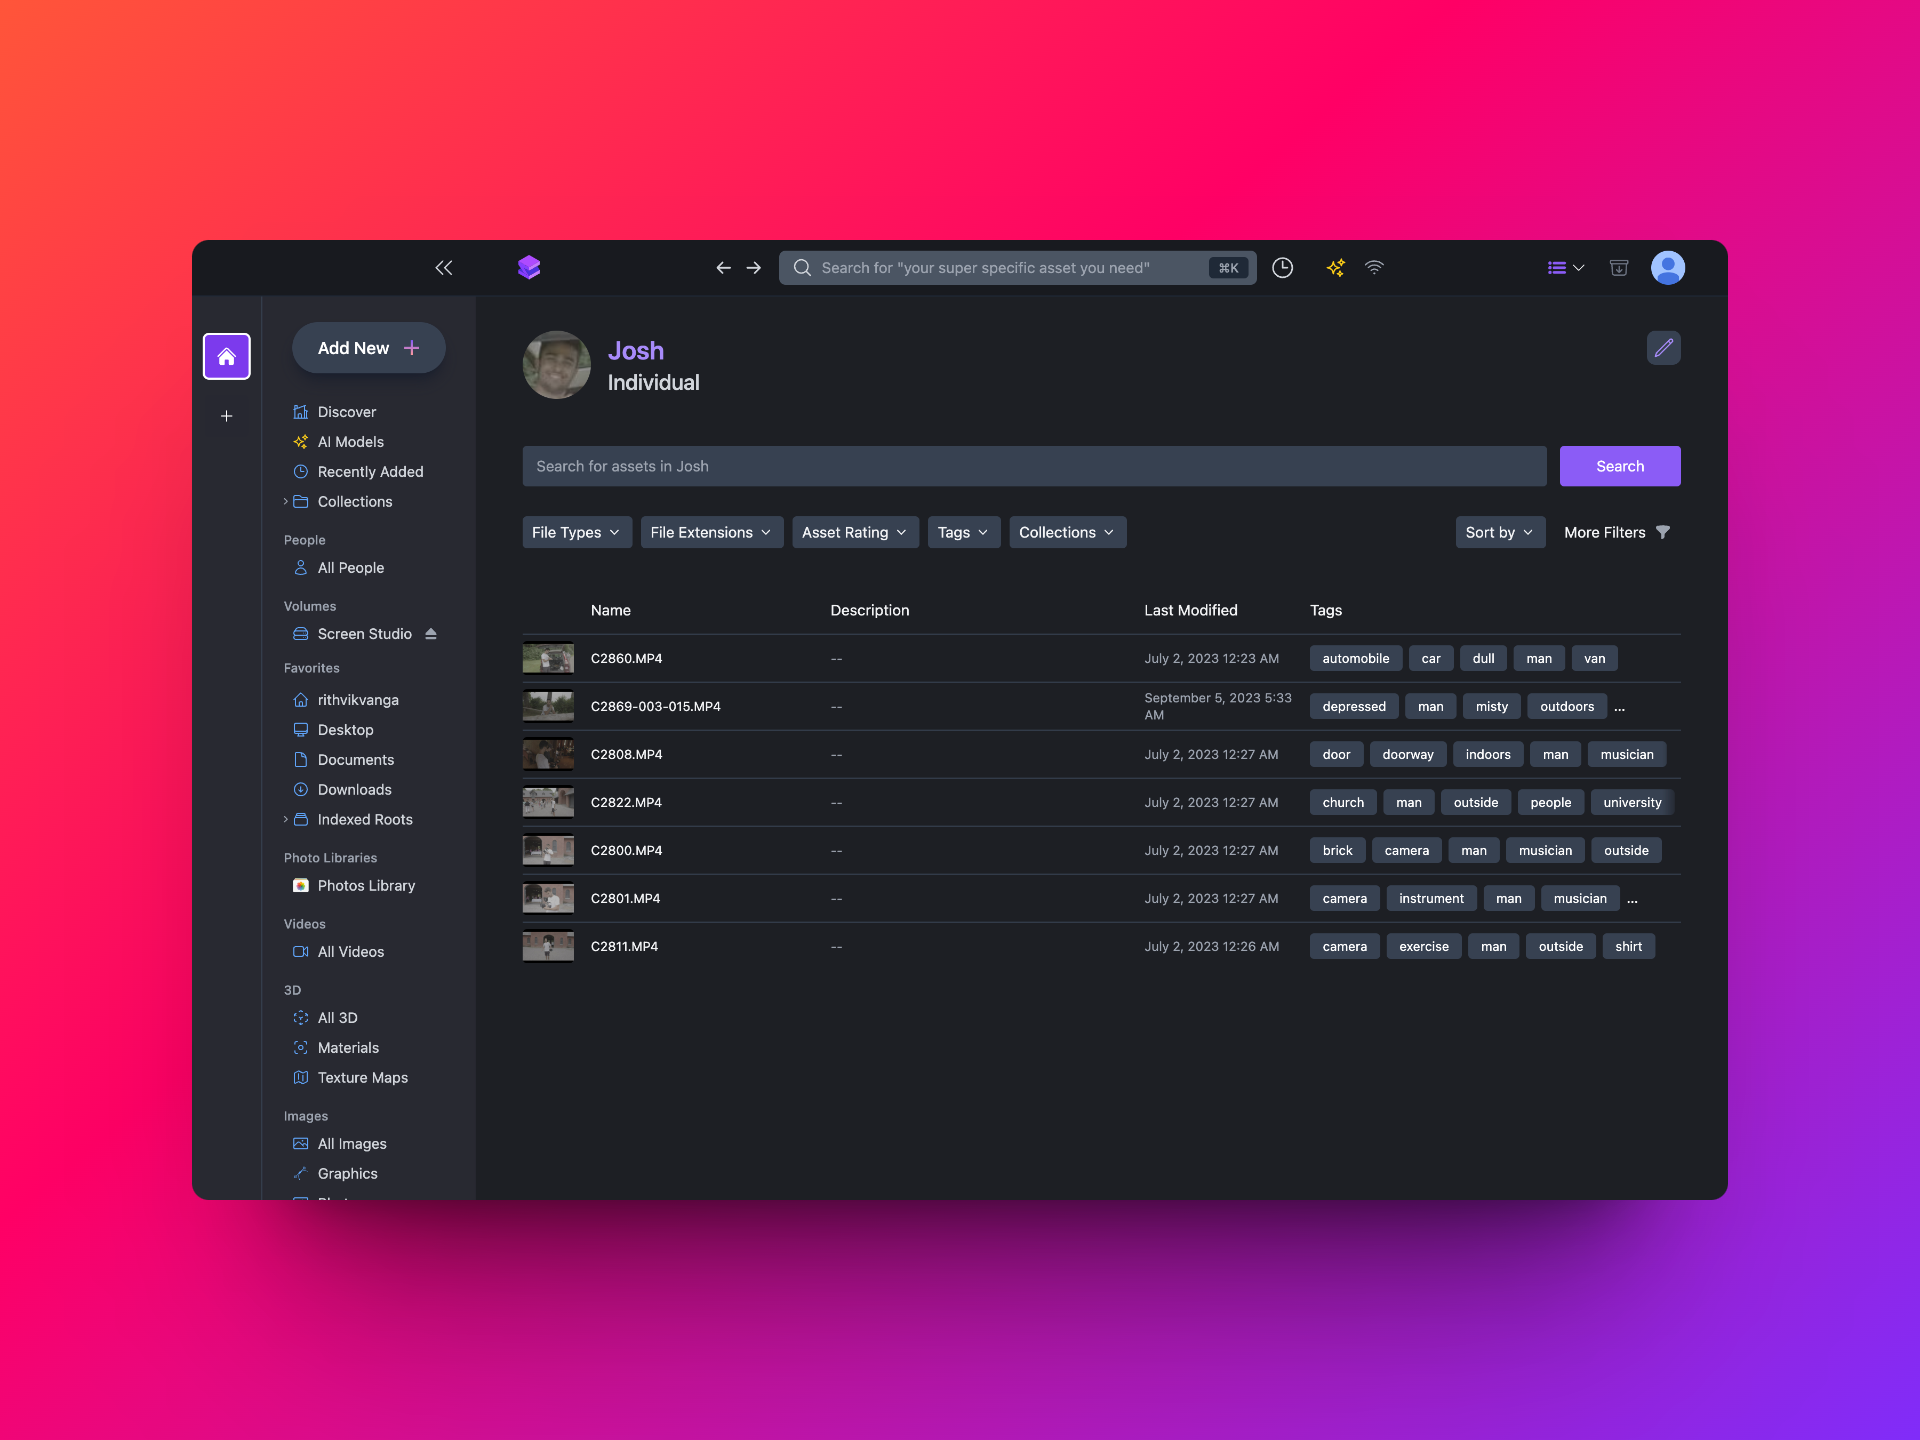 Search for "your super specific asset you need" ⌘K
Add New
Discover
AI Models
Recently Added
Collections
People
All People
Volumes
Screen Studio
Favorites
rithvikvanga
Desktop
Documents
Downloads
Indexed Roots
Photo Libraries
Photos Library
Videos
All Videos
3D
All 3D
Materials
Texture Maps
Images
All Images
Graphics
Josh
Individual
Search for assets in Josh
Search
File Types File Extensions Asset Rating Tags Collections Sort by More Filters
Name Description Last Modified Tags
C2860.MP4 -- July 2, 2023 12:23 AM automobile car dull man van
C2869-003-015.MP4 -- September 5, 2023 5:33 AM depressed man misty outdoors ...
C2808.MP4 -- July 2, 2023 12:27 AM door doorway indoors man musician
C2822.MP4 -- July 2, 2023 12:27 AM church man outside people university
C2800.MP4 -- July 2, 2023 12:27 AM brick camera man musician outside
C2801.MP4 -- July 2, 2023 12:27 AM camera instrument man musician ...
C2811.MP4 -- July 2, 2023 12:26 AM camera exercise man outside shirt